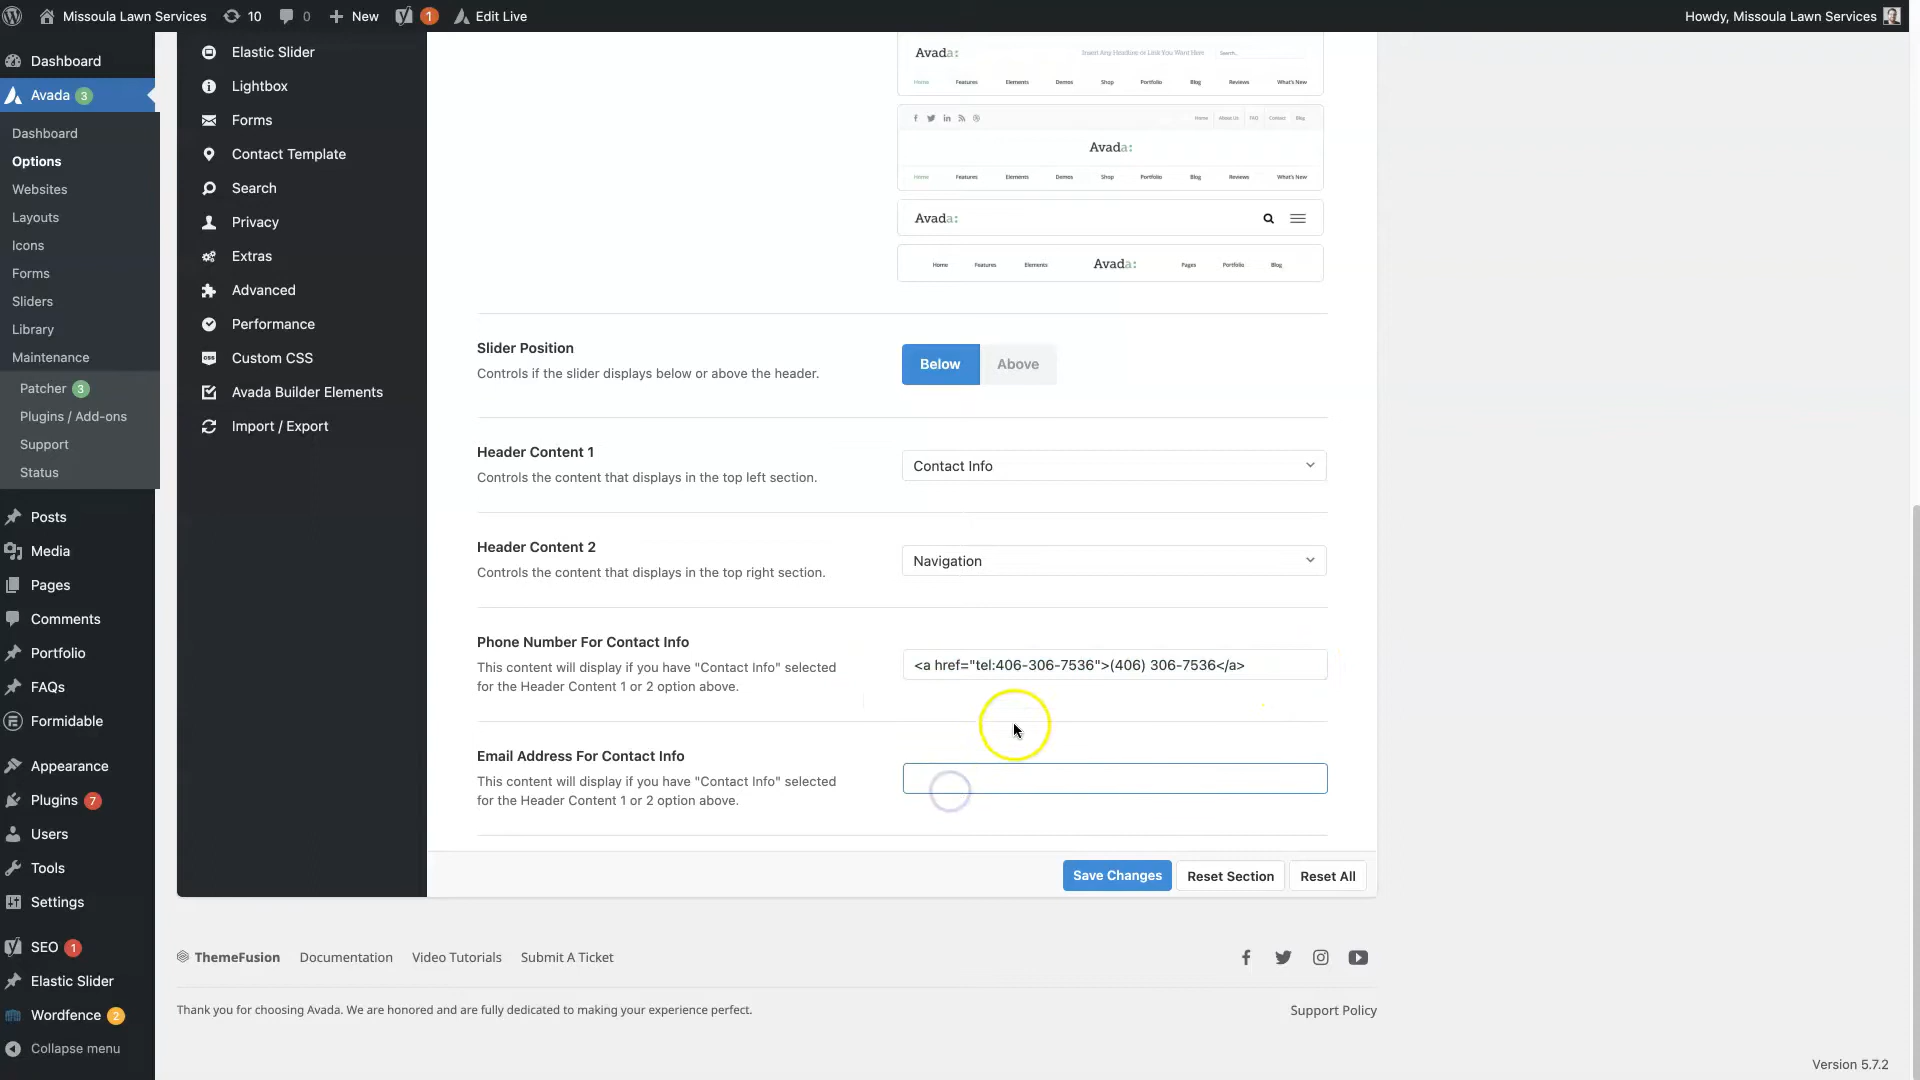 Missoula Lawn Services 10 0 New 1 Edit Live Howdy, Missoula Lawn Services
Dashboard
Avada 3
Dashboard
Options
Websites
Layouts
Icons
Forms
Sliders
Library
Maintenance
Patcher 3
Plugins / Add-ons
Support
Status
Posts
Media
Pages
Comments
Portfolio
FAQs
Formidable
Appearance
Plugins 7
Users
Tools
Settings
SEO 1
Elastic Slider
Wordfence 2
Collapse menu
Elastic Slider
Lightbox
Forms
Contact Template
Search
Privacy
Extras
Advanced
Performance
Custom CSS
Avada Builder Elements
Import / Export
Avada: Insert Any Headline or Link You Want Here Search...
Home Features Elements Demos Shop Portfolio Blog Reviews What's New
Home About Us FAQ Contact Blog
Avada:
Home Features Elements Demos Shop Portfolio Blog Reviews What's New
Avada:
Home Features Elements Avada: Pages Portfolio Blog
Slider Position
Controls if the slider displays below or above the header.
Below Above
Header Content 1
Controls the content that displays in the top left section.
Contact Info
Header Content 2
Controls the content that displays in the top right section.
Navigation
Phone Number For Contact Info
This content will display if you have "Contact Info" selected
for the Header Content 1 or 2 option above.
<a href="tel:406-306-7536">(406) 306-7536</a>
Email Address For Contact Info
This content will display if you have "Contact Info" selected
for the Header Content 1 or 2 option above.
Save Changes Reset Section Reset All
ThemeFusion Documentation Video Tutorials Submit A Ticket
Thank you for choosing Avada. We are honored and are fully dedicated to making your experience perfect. Support Policy
Version 5.7.2